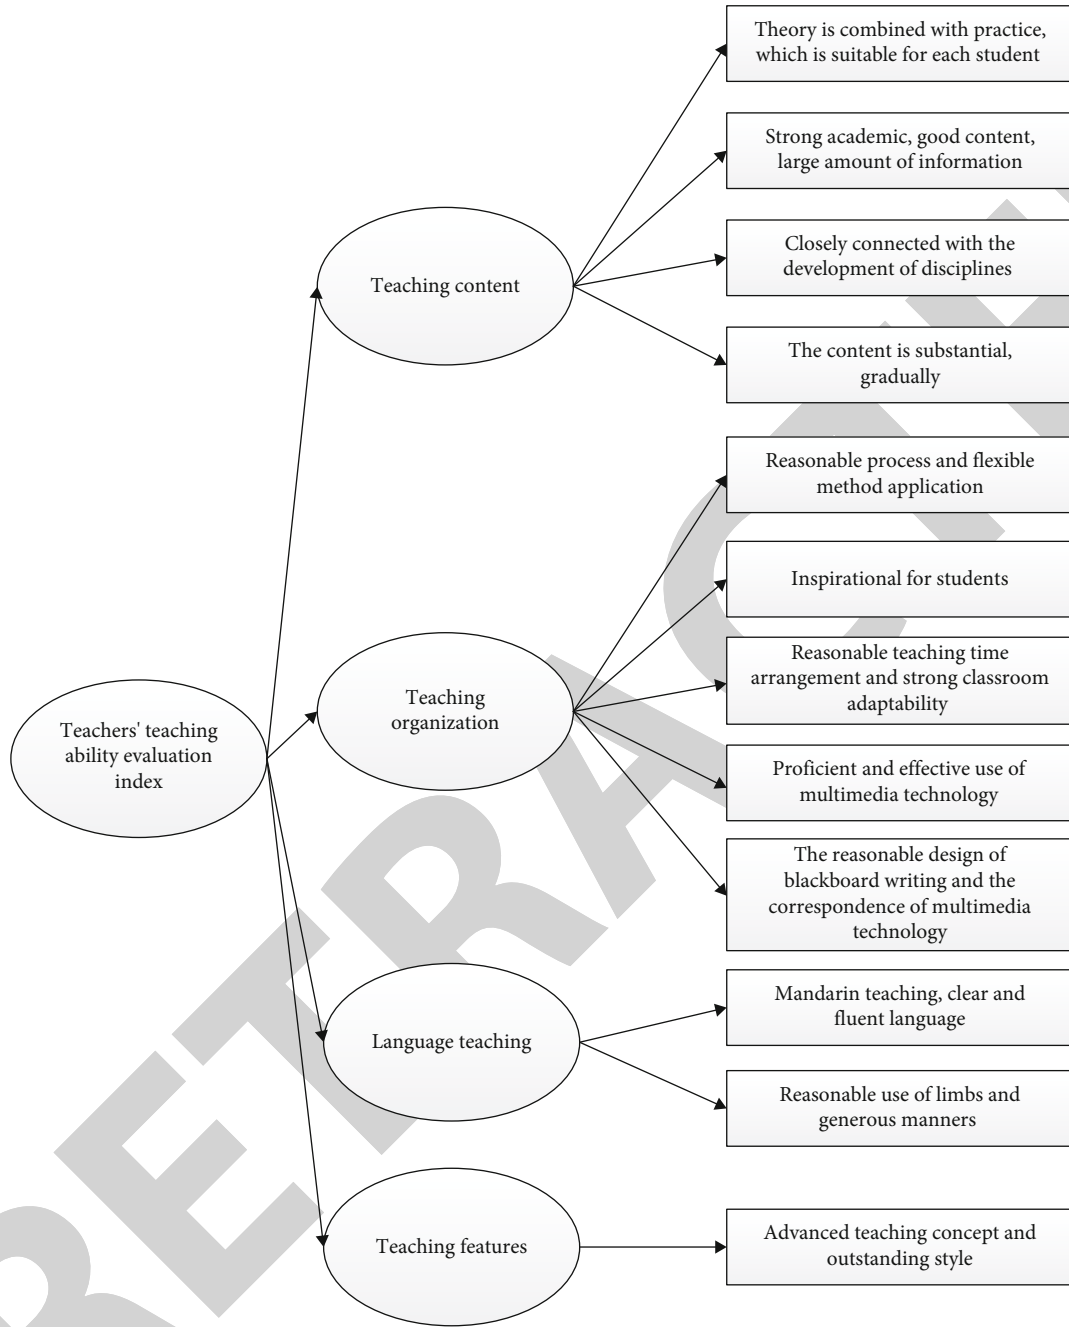 Theory is combined with practice,
which is suitable for each student
Strong academic, good content,
large amount of information
Closely connected with the
development of disciplines
The content is substantial,
gradually
Teaching content
Reasonable process and flexible
method application
Inspirational for students
Reasonable teaching time
arrangement and strong classroom
adaptability
Proficient and effective use of
multimedia technology
The reasonable design of
blackboard writing and the
correspondence of multimedia
technology
Teaching
organization
Teachers' teaching
ability evaluation
index
Mandarin teaching, clear and
fluent language
Reasonable use of limbs and
generous manners
Language teaching
Advanced teaching concept and
outstanding style
Teaching features